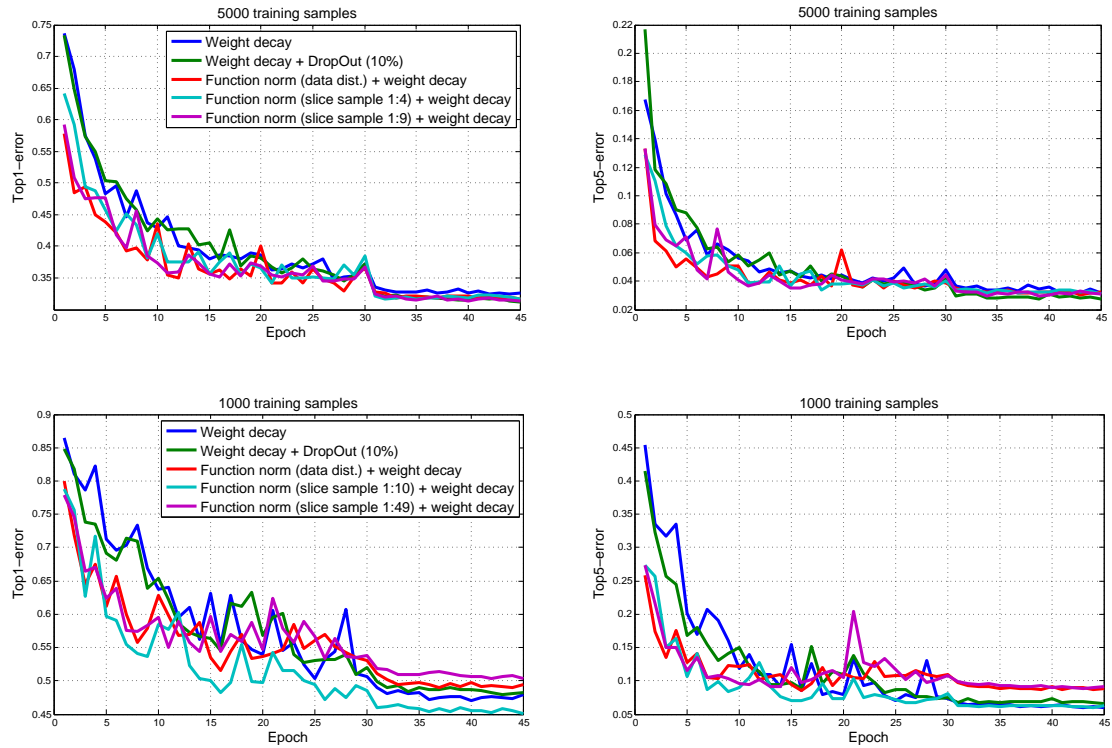 5000 training samples
0.75
0.7
0.65
0.6
0.55
0.5
0.45
0.4
0.35
Top1−error
Weight decay
Weight decay + DropOut (10%)
Function norm (data dist.) + weight decay
Function norm (slice sample 1:4) + weight decay
Function norm (slice sample 1:9) + weight decay
0 5 10 15 20 25 30 35 40 45
Epoch
5000 training samples
0.22
0.2
0.18
0.16
0.14
0.12
0.1
0.08
0.06
0.04
0.02
Top5−error
0 5 10 15 20 25 30 35 40 45
Epoch
1000 training samples
0.9
0.85
0.8
0.75
0.7
0.65
0.6
0.55
0.5
0.45
Top1−error
Weight decay
Weight decay + DropOut (10%)
Function norm (data dist.) + weight decay
Function norm (slice sample 1:10) + weight decay
Function norm (slice sample 1:49) + weight decay
0 5 10 15 20 25 30 35 40 45
Epoch
1000 training samples
0.5
0.45
0.4
0.35
0.3
0.25
0.2
0.15
0.1
0.05
Top5−error
0 5 10 15 20 25 30 35 40 45
Epoch